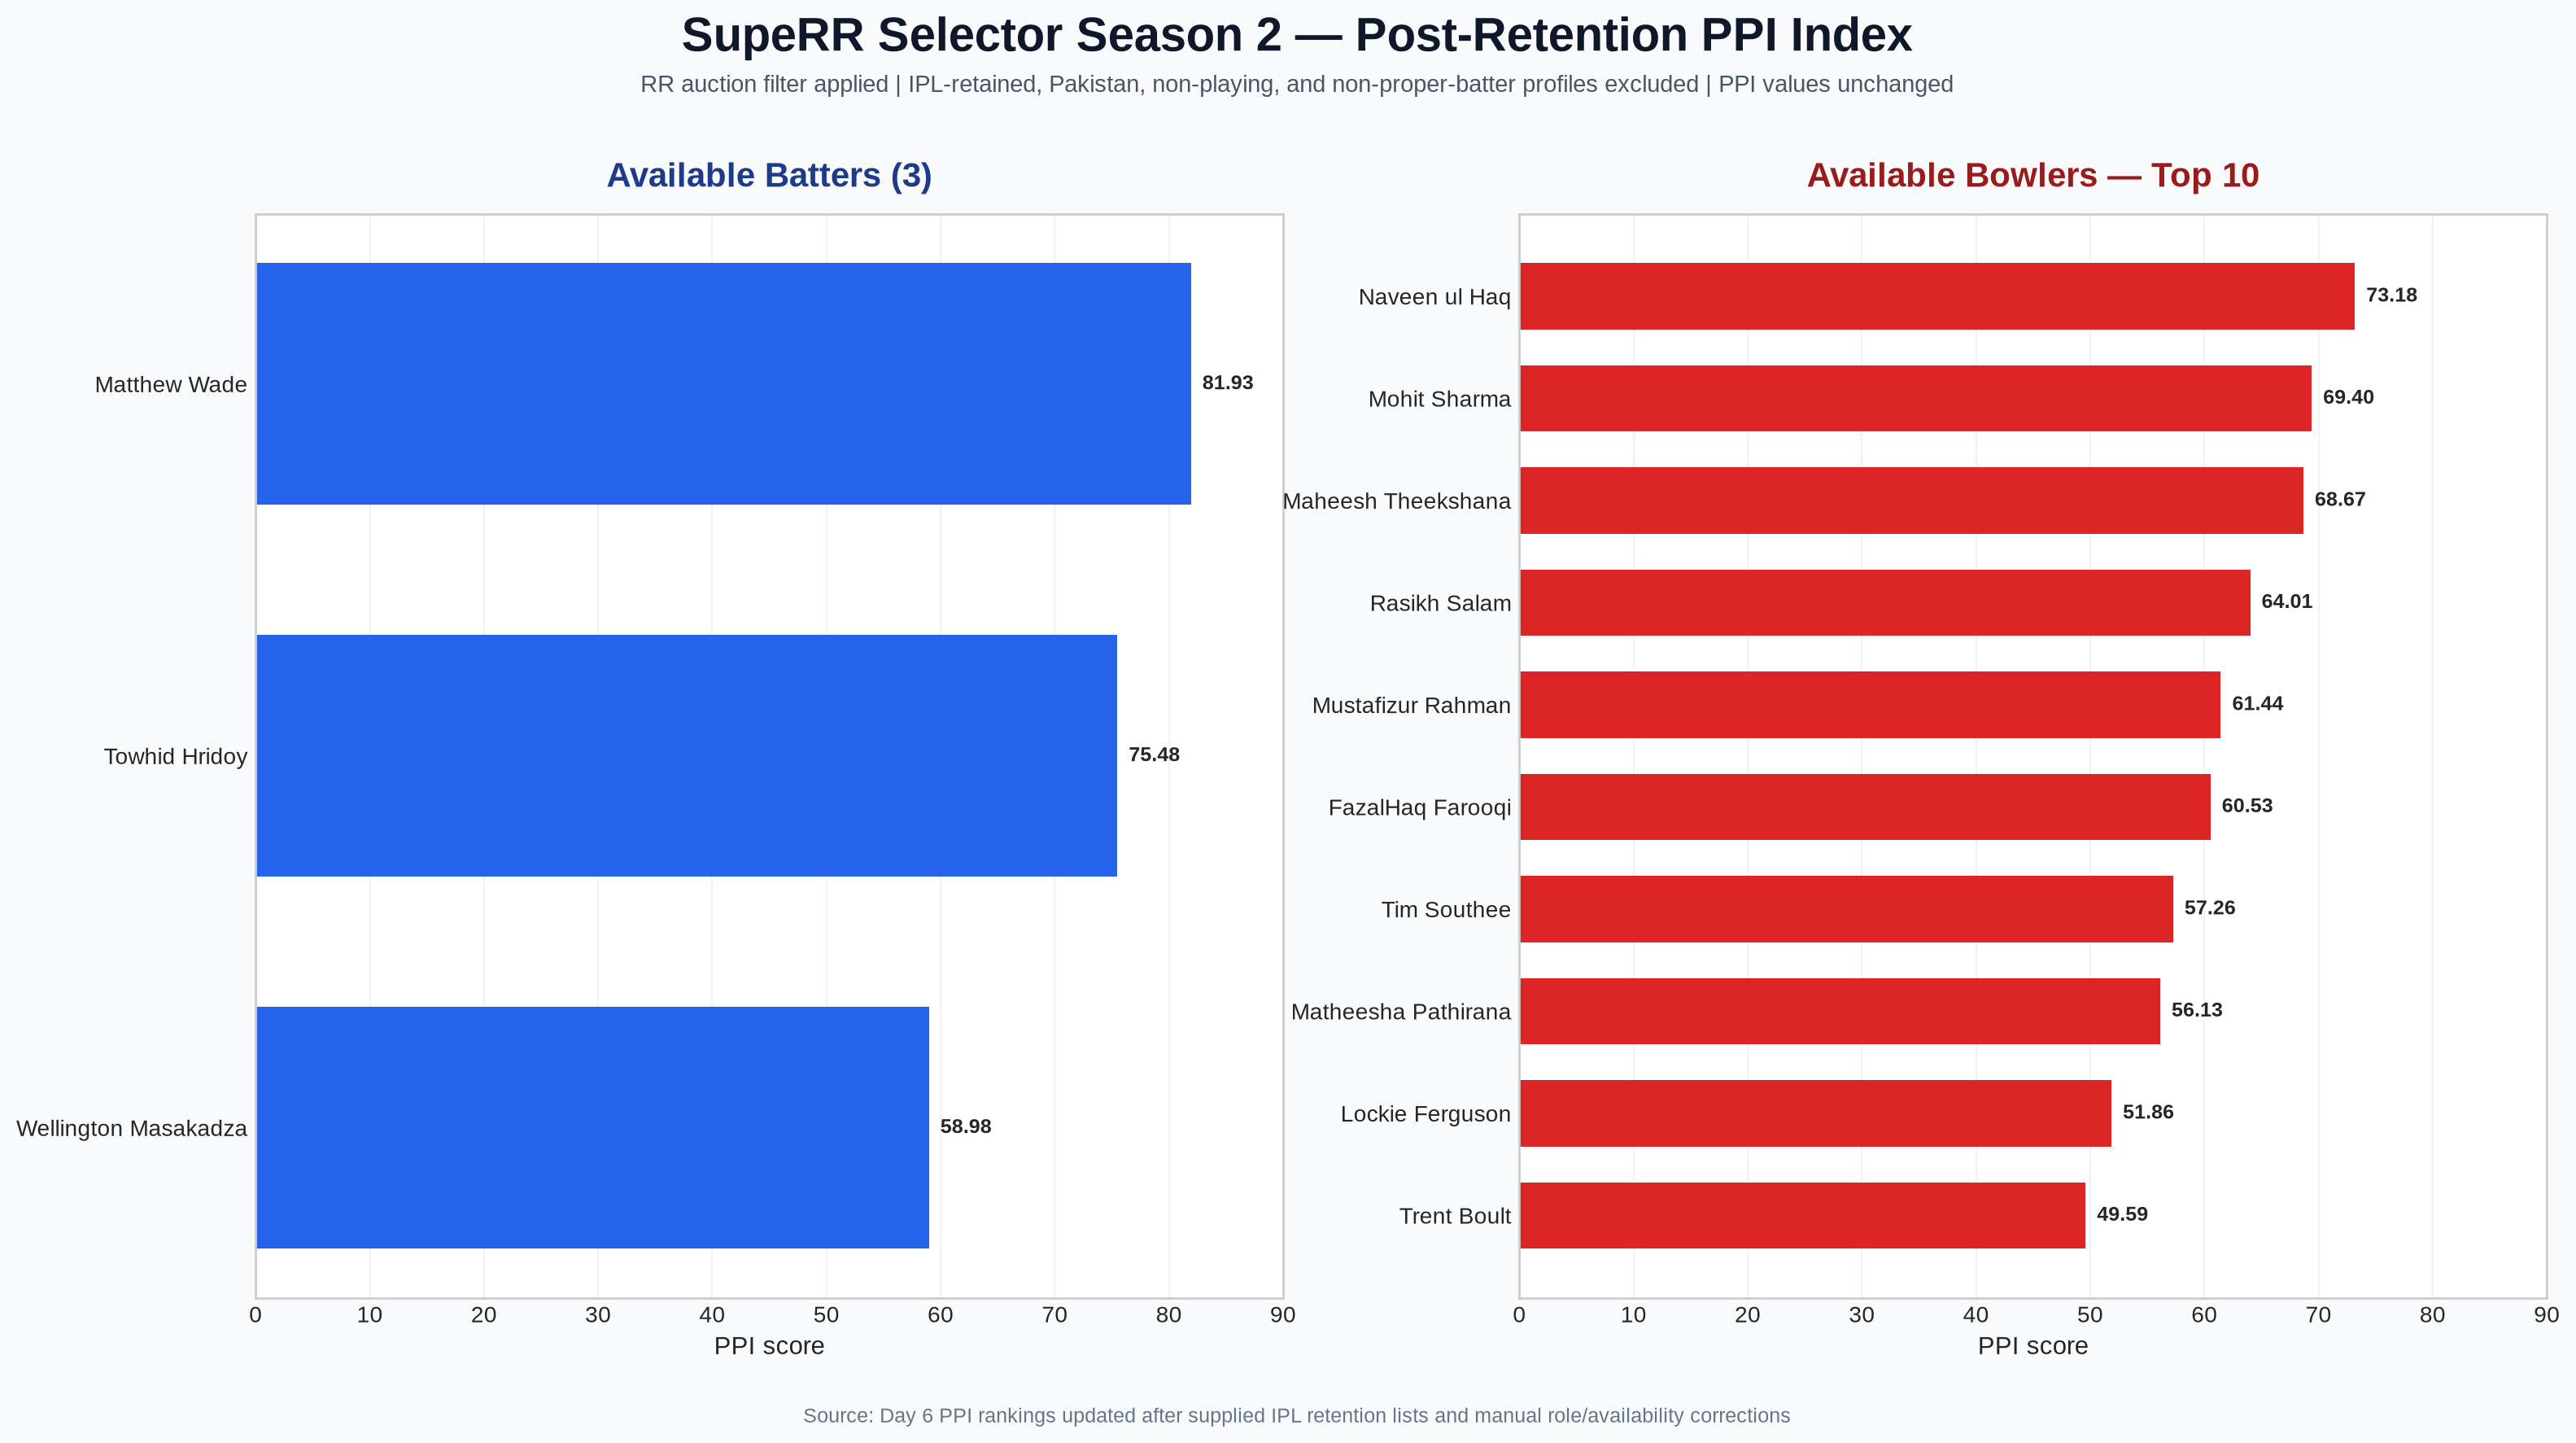 SupeRR Selector Season 2 — Post-Retention PPI Index
RR auction filter applied | IPL-retained, Pakistan, non-playing, and non-proper-batter profiles excluded | PPI values unchanged
Available Batters (3)
Matthew Wade
81.93
Towhid Hridoy
75.48
Wellington Masakadza
58.98
0 10 20 30 40 50 60 70 80 90
PPI score
Available Bowlers — Top 10
Naveen ul Haq
73.18
Mohit Sharma
69.40
Maheesh Theekshana
68.67
Rasikh Salam
64.01
Mustafizur Rahman
61.44
FazalHaq Farooqi
60.53
Tim Southee
57.26
Matheesha Pathirana
56.13
Lockie Ferguson
51.86
Trent Boult
49.59
0 10 20 30 40 50 60 70 80 90
PPI score
Source: Day 6 PPI rankings updated after supplied IPL retention lists and manual role/availability corrections